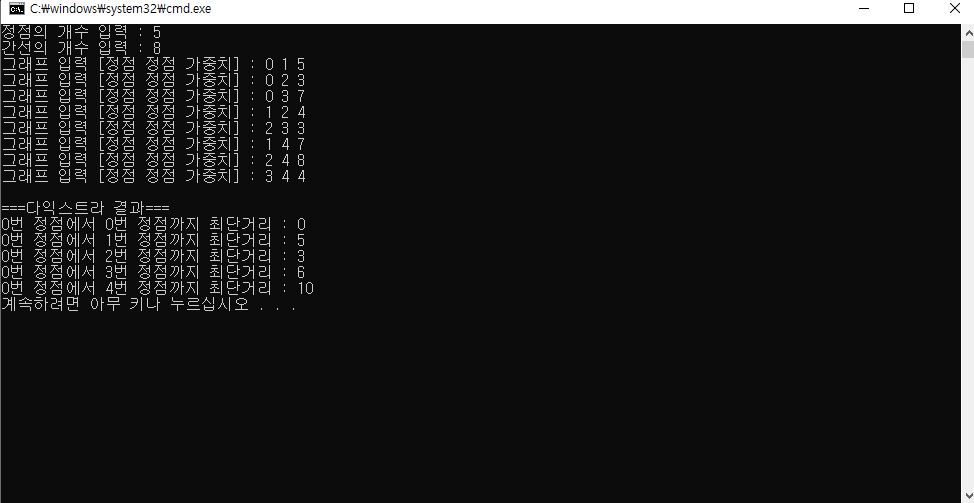 C:₩windows₩system32₩cmd.exe
정점의 개수 입력 : 5
간선의 개수 입력 : 8
그래프 입력 [정점 정점 가중치] : 0 1 5
그래프 입력 [정점 정점 가중치] : 0 2 3
그래프 입력 [정점 정점 가중치] : 0 3 7
그래프 입력 [정점 정점 가중치] : 1 2 4
그래프 입력 [정점 정점 가중치] : 2 3 3
그래프 입력 [정점 정점 가중치] : 1 4 7
그래프 입력 [정점 정점 가중치] : 2 4 8
그래프 입력 [정점 정점 가중치] : 3 4 4
===다익스트라 결과===
0번 정점에서 0번 정점까지 최단거리 : 0
0번 정점에서 1번 정점까지 최단거리 : 5
0번 정점에서 2번 정점까지 최단거리 : 3
0번 정점에서 3번 정점까지 최단거리 : 6
0번 정점에서 4번 정점까지 최단거리 : 10
계속하려면 아무 키나 누르십시오 . . .